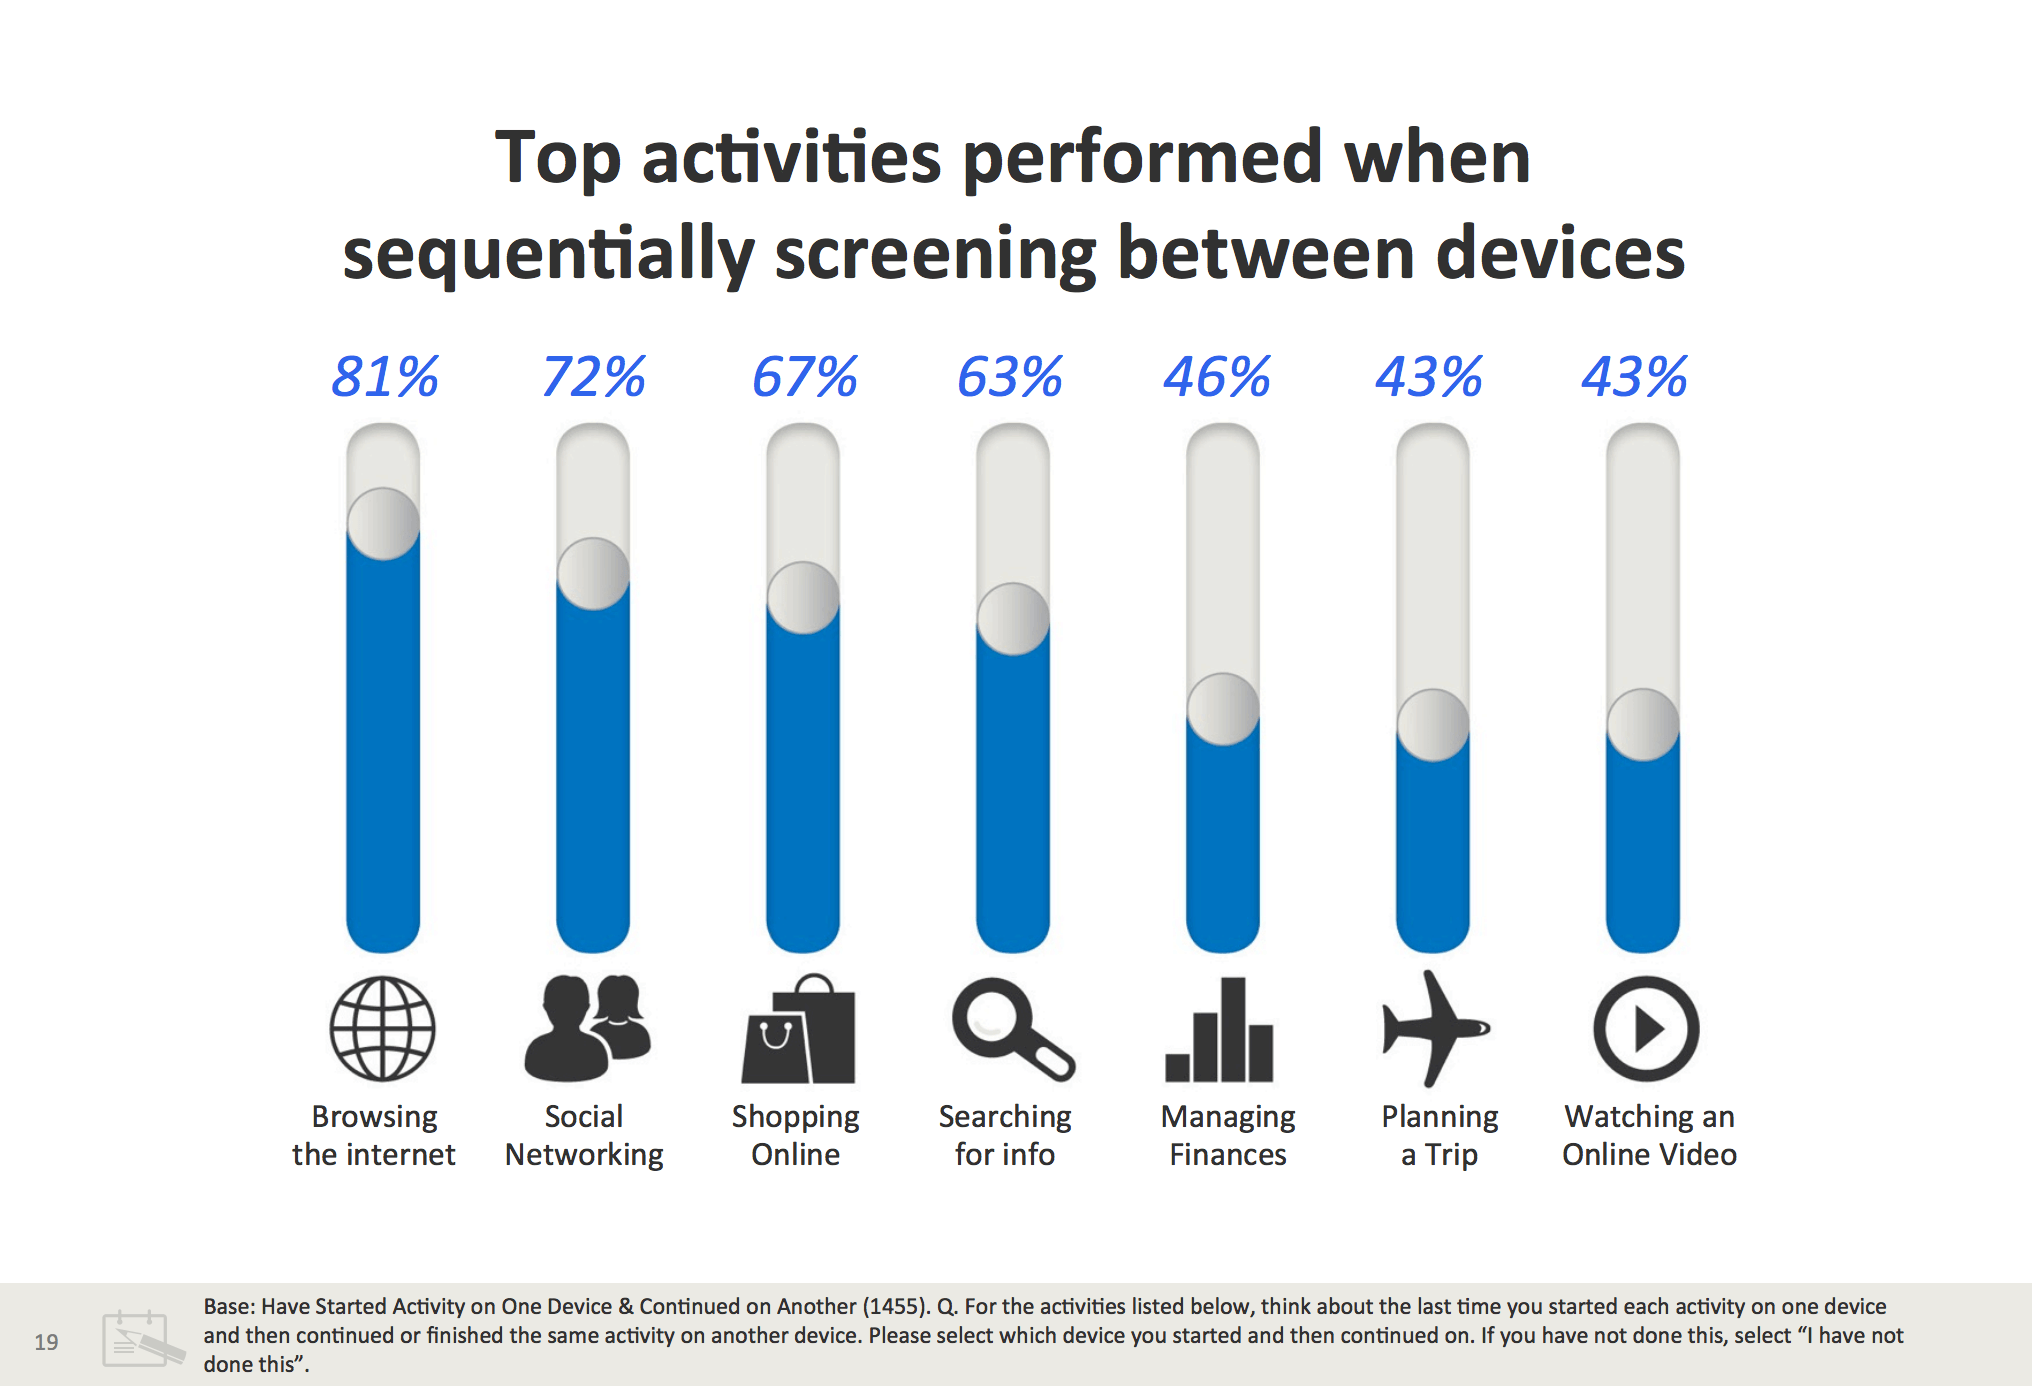 Top activities performed when
sequentially screening between devices
81% 72% 67% 63% 46% 43% 43%
Browsing
the internet
Social
Networking
Shopping
Online
Searching
for info
Managing
Finances
Planning
a Trip
Watching an
Online Video
19
Base: Have Started Activity on One Device & Continued on Another (1455). Q. For the activities listed below, think about the last time you started each activity on one device
and then continued or finished the same activity on another device. Please select which device you started and then continued on. If you have not done this, select “I have not
done this”.